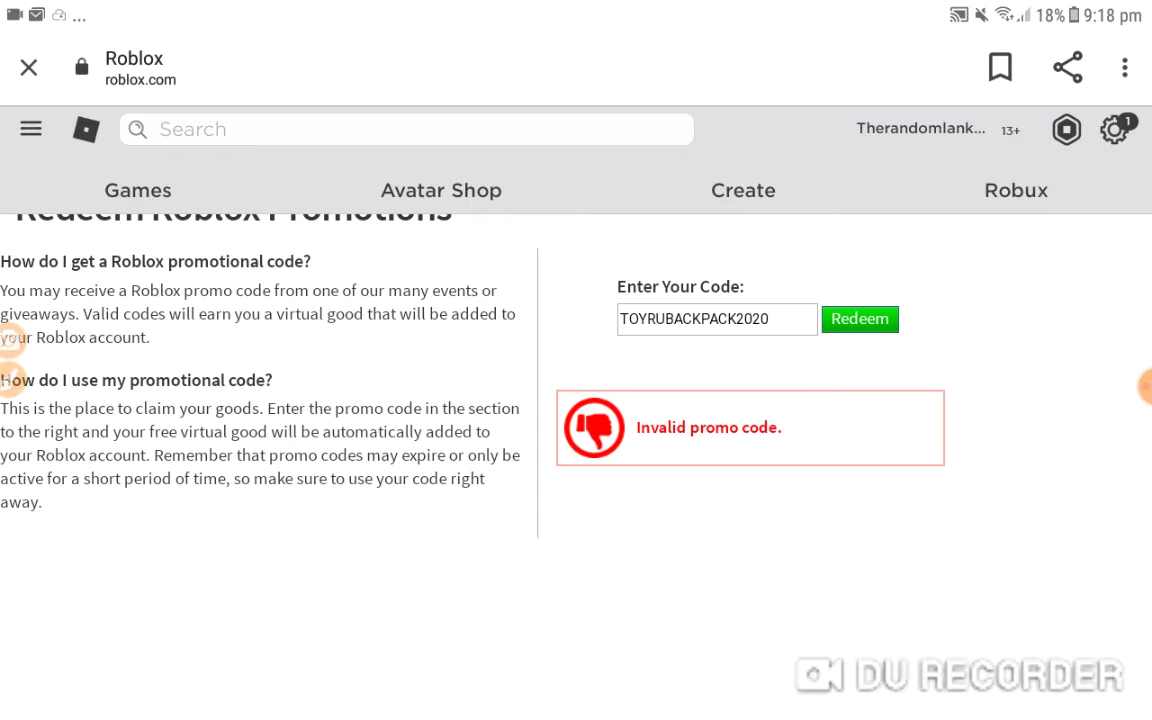 ...
18% 9:18 pm
Roblox
roblox.com
Search
Therandomlank... 13+
1
Games Avatar Shop Create Robux
Redeem Roblox Promotions
How do I get a Roblox promotional code?
You may receive a Roblox promo code from one of our many events or
giveaways. Valid codes will earn you a virtual good that will be added to
your Roblox account.
How do I use my promotional code?
This is the place to claim your goods. Enter the promo code in the section
to the right and your free virtual good will be automatically added to
your Roblox account. Remember that promo codes may expire or only be
active for a short period of time, so make sure to use your code right
away.
Enter Your Code:
TOYRUBACKPACK2020 Redeem
Invalid promo code.
DU RECORDER